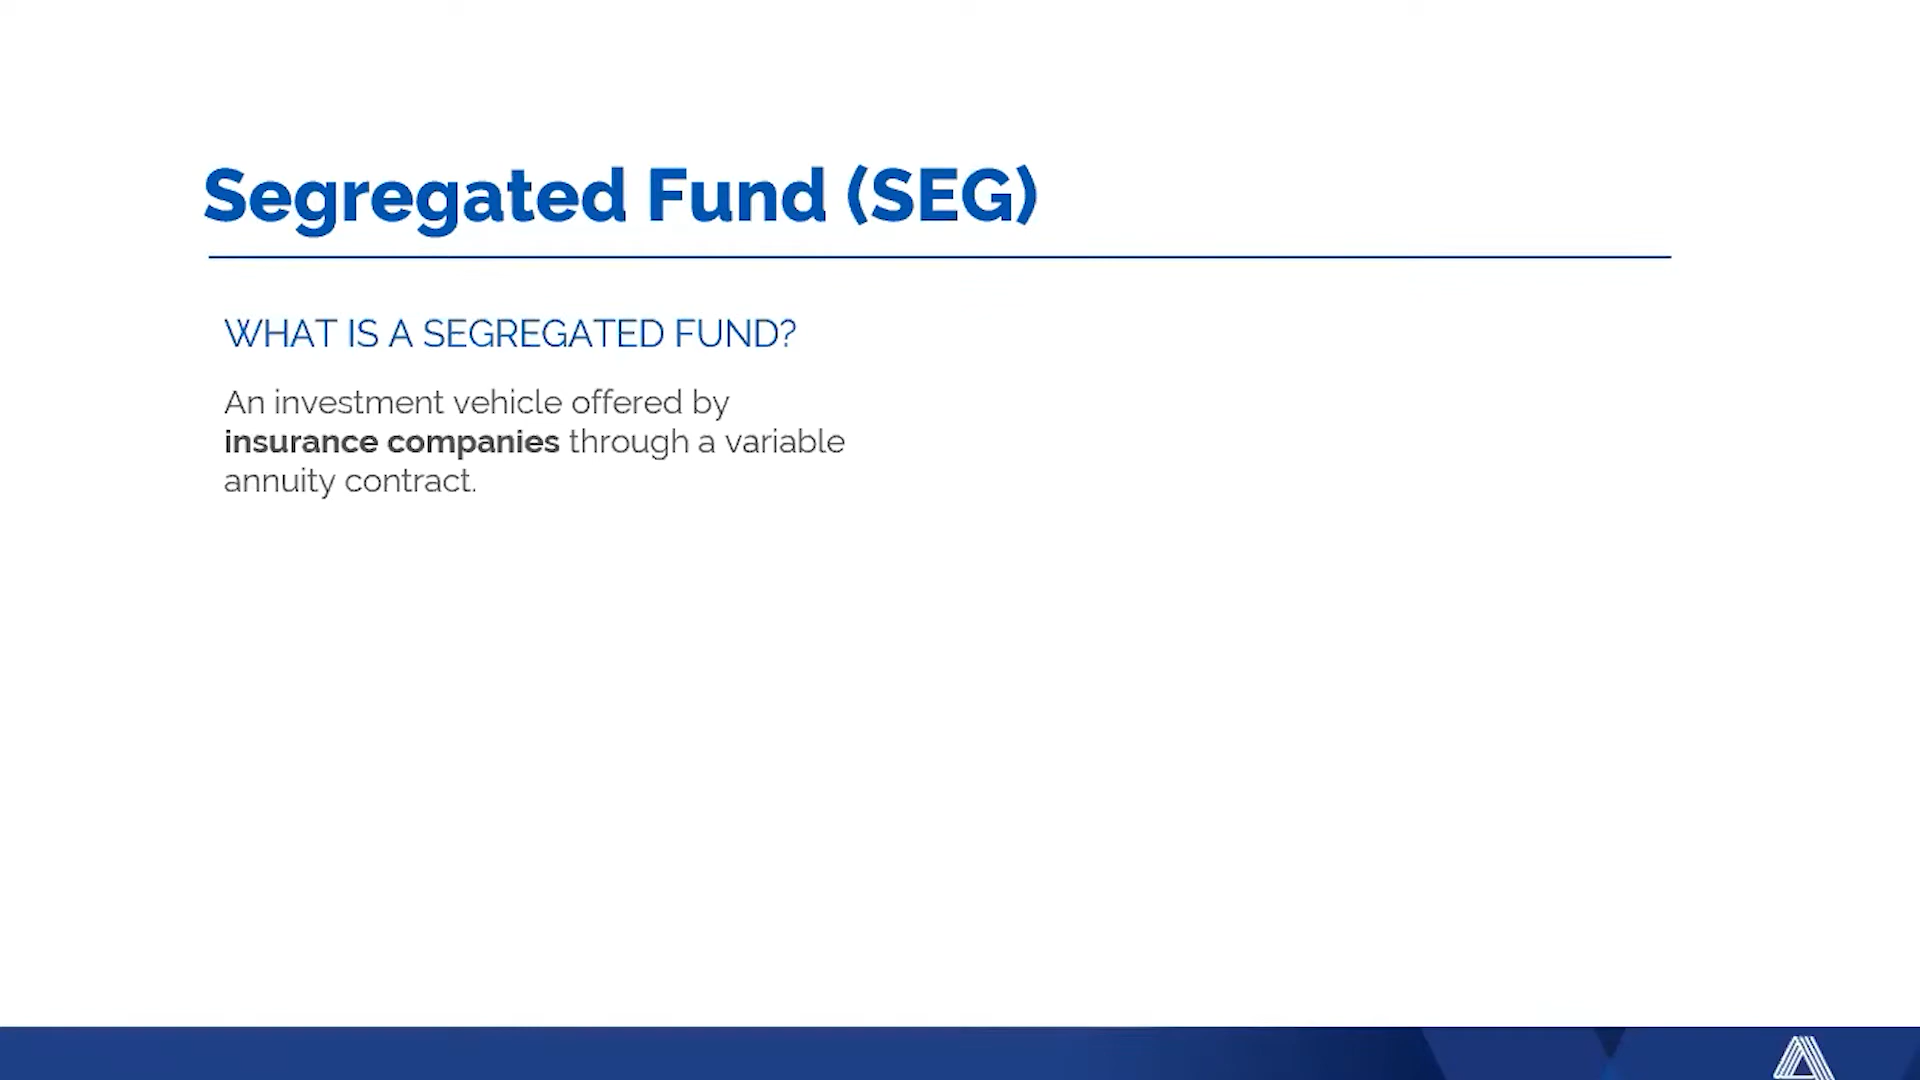 Segregated Fund (SEG)
WHAT IS A SEGREGATED FUND?
An investment vehicle offered by
insurance companies through a variable
annuity contract.